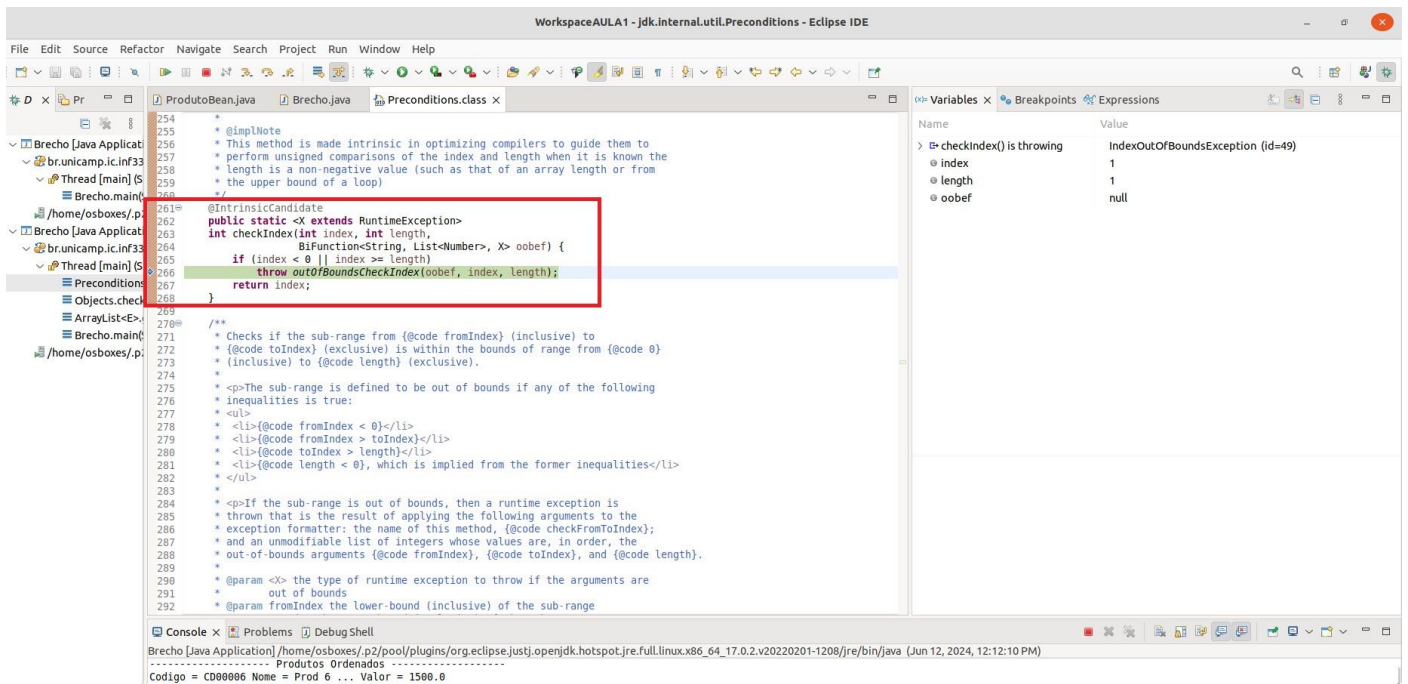 WorkspaceAULA1 - jdk.internal.util.Preconditions - Eclipse IDE
File Edit Source Refactor Navigate Search Project Run Window Help
D Pr
Brecho [Java Applicati
br.unicamp.ic.inf33
Thread [main] (S
Brecho.main(
/home/osboxes/.p2
Brecho [Java Applicati
br.unicamp.ic.inf33
Thread [main] (S
Preconditions
Objects.check
ArrayList<E>.
Brecho.main(S
/home/osboxes/.p2
ProdutoBean.java Brecho.java Preconditions.class
254 *
255 * @implNote
256 * This method is made intrinsic in optimizing compilers to guide them to
257 * perform unsigned comparisons of the index and length when it is known the
258 * length is a non-negative value (such as that of an array length or from
259 * the upper bound of a loop)
260 */
261 @IntrinsicCandidate
262 public static <X extends RuntimeException>
263 int checkIndex(int index, int length,
264 BiFunction<String, List<Number>, X> oobef) {
265 if (index < 0 || index >= length)
266 throw outOfBoundsCheckIndex(oobef, index, length);
267 return index;
268 }
269
270 /**
271 * Checks if the sub-range from {@code fromIndex} (inclusive) to
272 * {@code toIndex} (exclusive) is within the bounds of range from {@code 0}
273 * (inclusive) to {@code length} (exclusive).
274 *
275 * <p>The sub-range is defined to be out of bounds if any of the following
276 * inequalities is true:
277 * <ul>
278 * <li>{@code fromIndex < 0}</li>
279 * <li>{@code fromIndex > toIndex}</li>
280 * <li>{@code toIndex > length}</li>
281 * <li>{@code length < 0}, which is implied from the former inequalities</li>
282 * </ul>
283 *
284 * <p>If the sub-range is out of bounds, then a runtime exception is
285 * thrown that is the result of applying the following arguments to the
286 * exception formatter: the name of this method, {@code checkFromToIndex};
287 * and an unmodifiable list of integers whose values are, in order, the
288 * out-of-bounds arguments {@code fromIndex}, {@code toIndex}, and {@code length}.
289 *
290 * @param <X> the type of runtime exception to throw if the arguments are
291 * out of bounds
292 * @param fromIndex the lower-bound (inclusive) of the sub-range
Variables Breakpoints Expressions
Name Value
checkIndex() is throwing IndexOutOfBoundsException (id=49)
index 1
length 1
oobef null
Console Problems Debug Shell
Brecho [Java Application] /home/osboxes/.p2/pool/plugins/org.eclipse.justj.openjdk.hotspot.jre.full.linux.x86_64_17.0.2.v20220201-1208/jre/bin/java (Jun 12, 2024, 12:12:10 PM)
-------------------- Produtos Ordenados -------------------
Codigo = CD00006 Nome = Prod 6 ... Valor = 1500.0